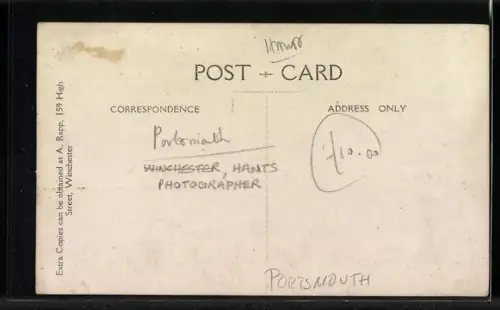 Hants
POST CARD
CORRESPONDENCE
ADDRESS ONLY
Portsmouth
WINCHESTER, HANTS
PHOTOGRAPHER
£10.00
PORTSMOUTH
Extra Copies can be obtained at A. Rapp, 159 High
Street, Winchester